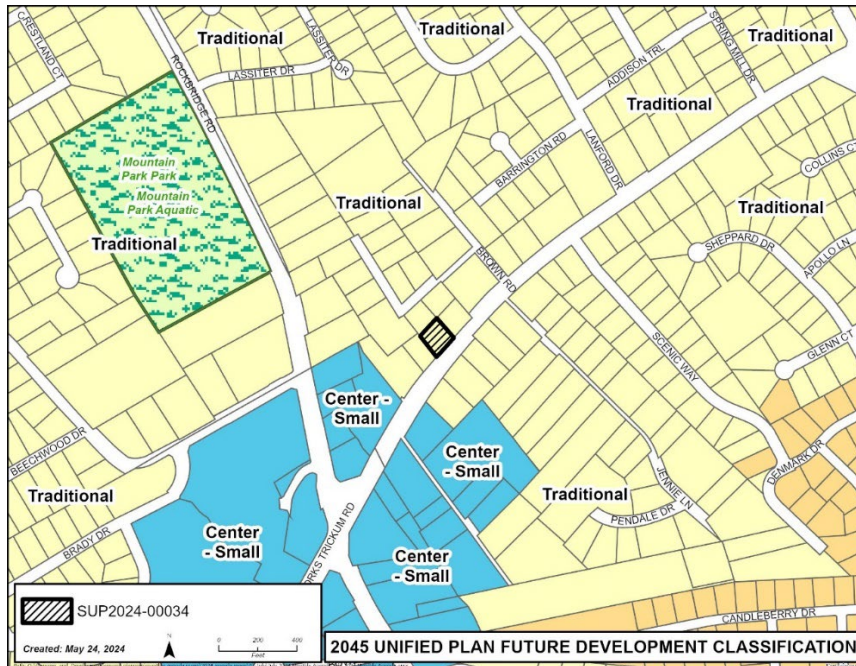 CRESTLAND CT
ROCKBRIDGE RD
Traditional
LASSITER DR
LASSITER DR
Traditional
ADDISON TRL
SPRING MILL DR
Traditional
Traditional
Mountain
Park Park
Mountain
Park Aquatic
Traditional
Traditional
BARRINGTON RD
LANFORD DR
COLLINS CT
Traditional
BROWN RD
SHEPPARD DR
APOLLO LN
SCENIC WAY
GLENN CT
Center -
Small
Center
- Small
BEECHWOOD DR
Traditional
BRADY DR
Center
- Small
Center
- Small
ORKS TRICKUM RD
Traditional
PENDALE DR
JENNIE LN
DENMARK DR
CANDLEBERRY DR
SUP2024-00034
Created: May 24, 2024
N
0 200 400
Feet
2045 UNIFIED PLAN FUTURE DEVELOPMENT CLASSIFICATION